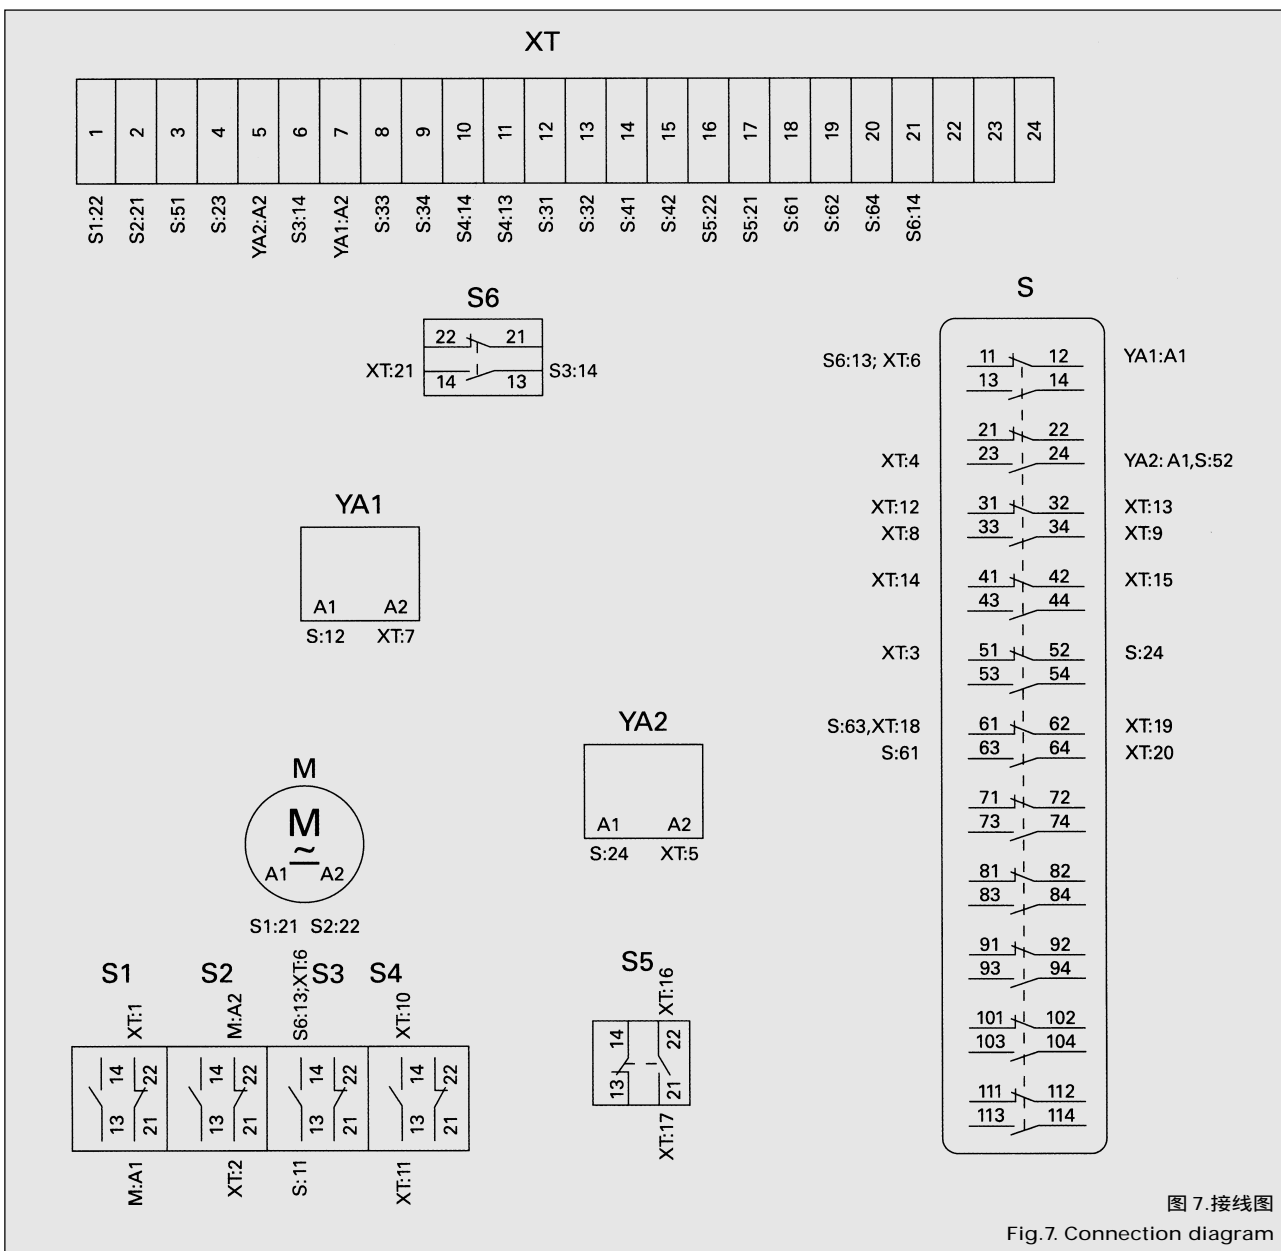 XT
1 2 3 4 5 6 7 8 9 10 11 12 13 14 15 16 17 18 19 20 21 22 23 24
S1:22 S2:21 S:51 S:23 YA2:A2 S3:14 YA1:A2 S:33 S:34 S4:14 S4:13 S:31 S:32 S:41 S:42 S5:22 S5:21 S:61 S:62 S:64 S6:14
S6
22 21
XT:21 14 13 S3:14
YA1
A1 A2
S:12 XT:7
YA2
A1 A2
S:24 XT:5
M
M
~
A1 A2
S1:21 S2:22
S1 S2 S3 S4
XT:1 M:A2 S6:13;XT:6 XT:10
14 22 14 22 14 22 14 22
13 21 13 21 13 21 13 21
M:A1 XT:2 S:11 XT:11
S5
XT:16
14 22
13 21
XT:17
S
S6:13; XT:6 11 12 YA1:A1
13 14
21 22
XT:4 23 24 YA2: A1,S:52
XT:12 31 32 XT:13
XT:8 33 34 XT:9
XT:14 41 42 XT:15
43 44
XT:3 51 52 S:24
53 54
S:63,XT:18 61 62 XT:19
S:61 63 64 XT:20
71 72
73 74
81 82
83 84
91 92
93 94
101 102
103 104
111 112
113 114
图 7.接线图
Fig.7. Connection diagram